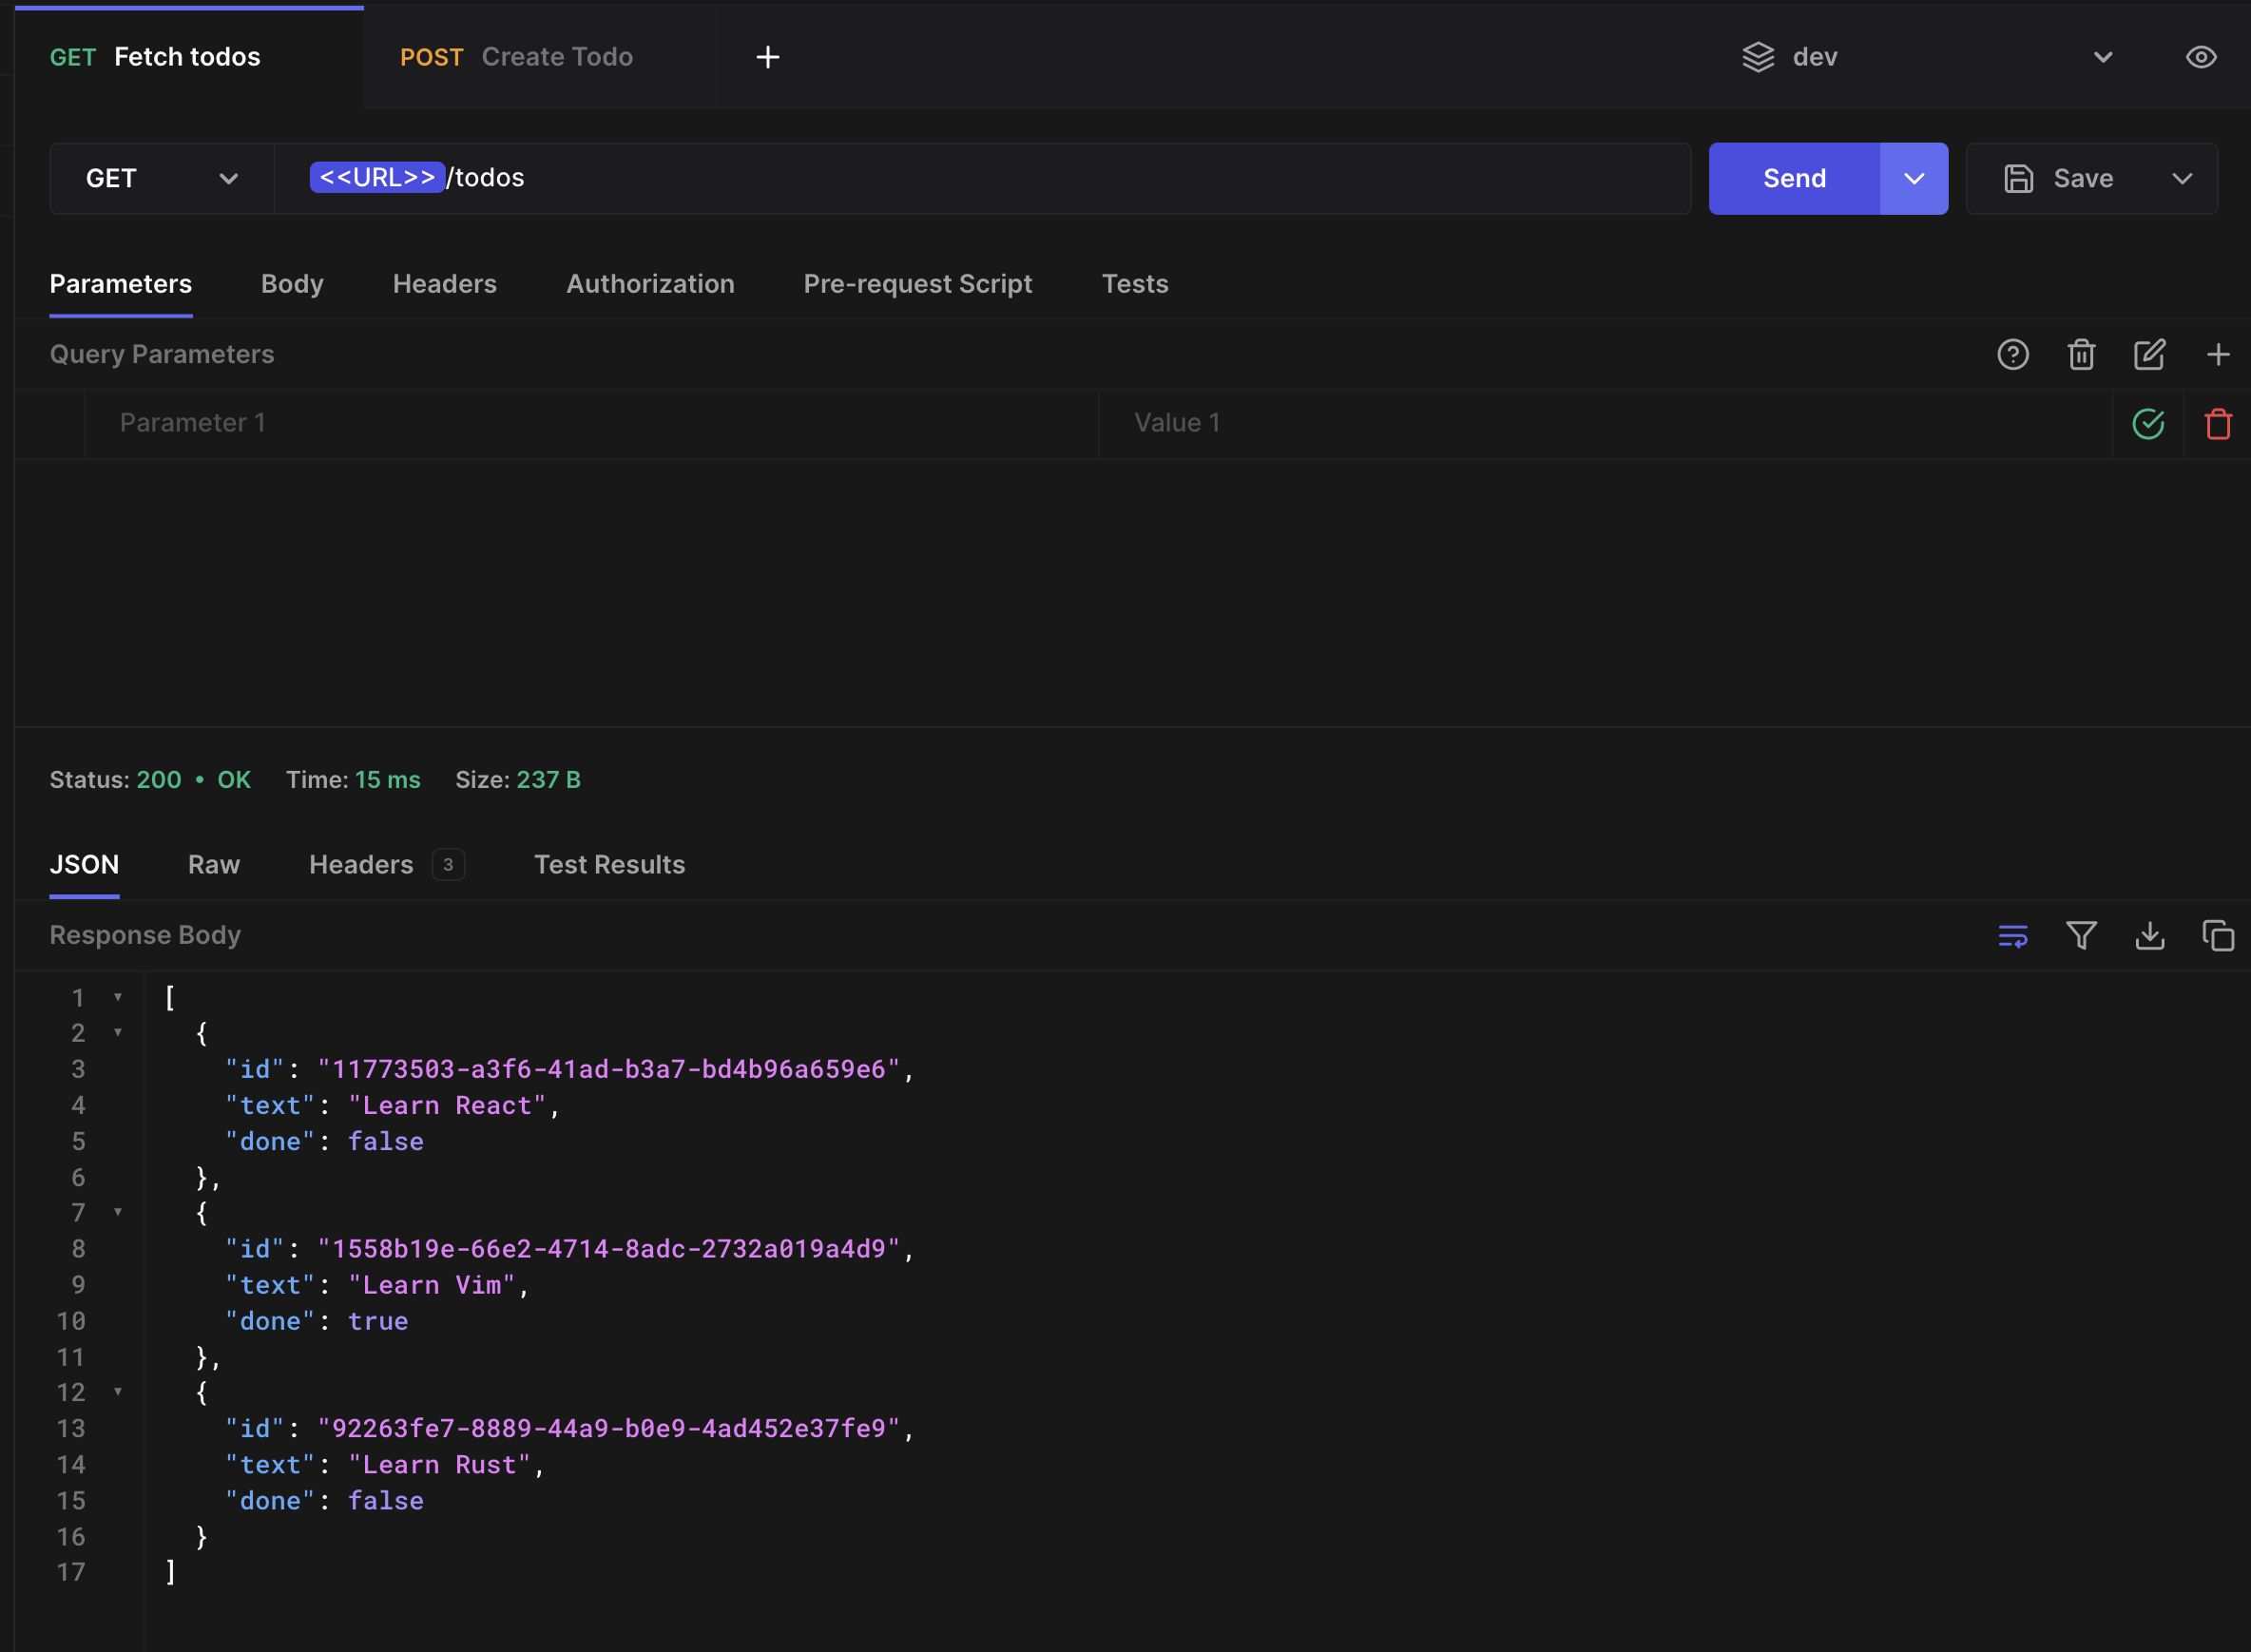 GET Fetch todos POST Create Todo dev
GET <<URL>>/todos Send Save
Parameters Body Headers Authorization Pre-request Script Tests
Query Parameters
Parameter 1 Value 1
Status: 200 • OK Time: 15 ms Size: 237 B
JSON Raw Headers 3 Test Results
Response Body
1 [
2 {
3 "id": "11773503-a3f6-41ad-b3a7-bd4b96a659e6",
4 "text": "Learn React",
5 "done": false
6 },
7 {
8 "id": "1558b19e-66e2-4714-8adc-2732a019a4d9",
9 "text": "Learn Vim",
10 "done": true
11 },
12 {
13 "id": "92263fe7-8889-44a9-b0e9-4ad452e37fe9",
14 "text": "Learn Rust",
15 "done": false
16 }
17 ]